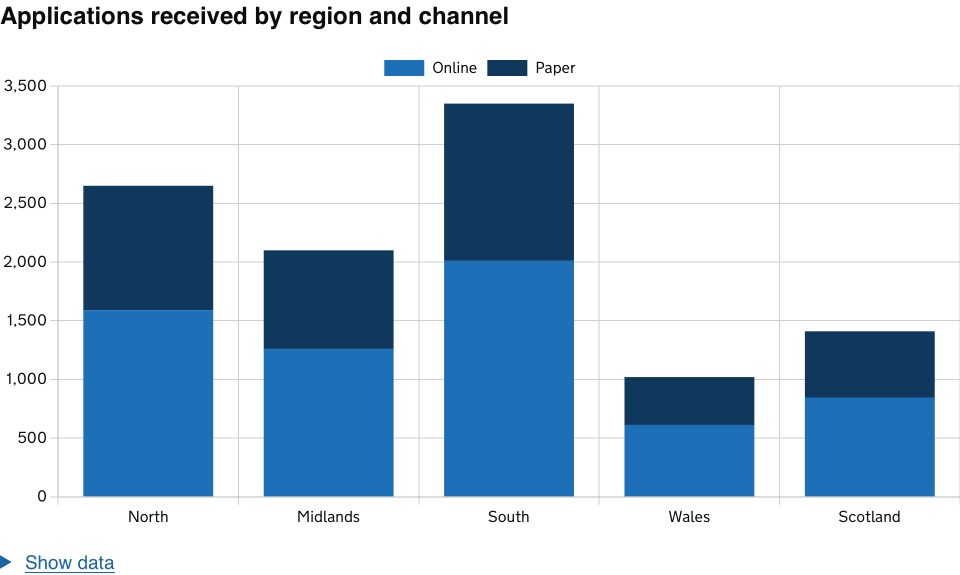 Applications received by region and channel
Online Paper
3,500
3,000
2,500
2,000
1,500
1,000
500
0
North Midlands South Wales Scotland
Show data